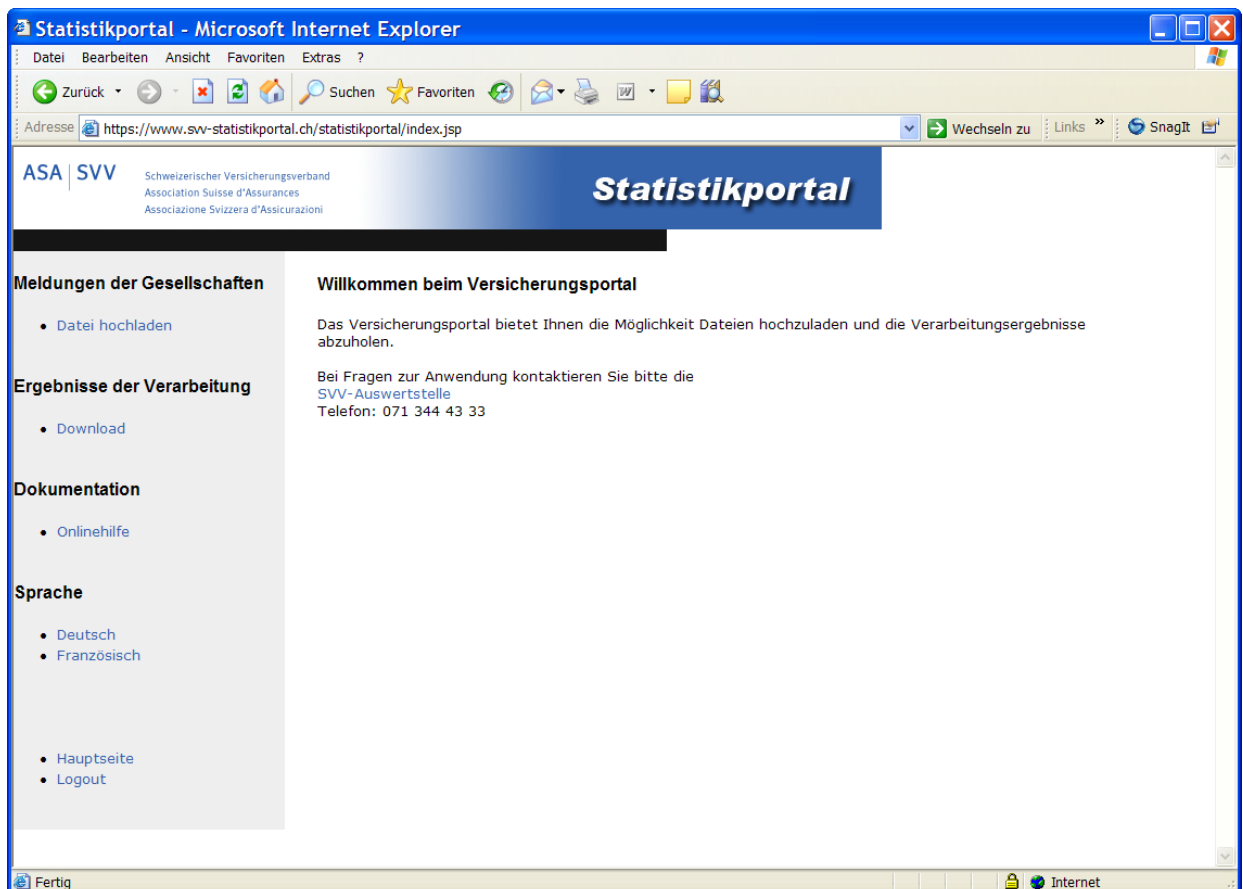 Statistikportal - Microsoft Internet Explorer
Datei Bearbeiten Ansicht Favoriten Extras ?
Zurück Suchen Favoriten
Adresse https://www.svv-statistikportal.ch/statistikportal/index.jsp Wechseln zu Links » SnagIt
ASA | SVV
Schweizerischer Versicherungsverband
Association Suisse d'Assurances
Associazione Svizzera d'Assicurazioni
Statistikportal
Meldungen der Gesellschaften
• Datei hochladen
Ergebnisse der Verarbeitung
• Download
Dokumentation
• Onlinehilfe
Sprache
• Deutsch
• Französisch
• Hauptseite
• Logout
Willkommen beim Versicherungsportal
Das Versicherungsportal bietet Ihnen die Möglichkeit Dateien hochzuladen und die Verarbeitungsergebnisse
abzuholen.
Bei Fragen zur Anwendung kontaktieren Sie bitte die
SVV-Auswertstelle
Telefon: 071 344 43 33
Fertig Internet